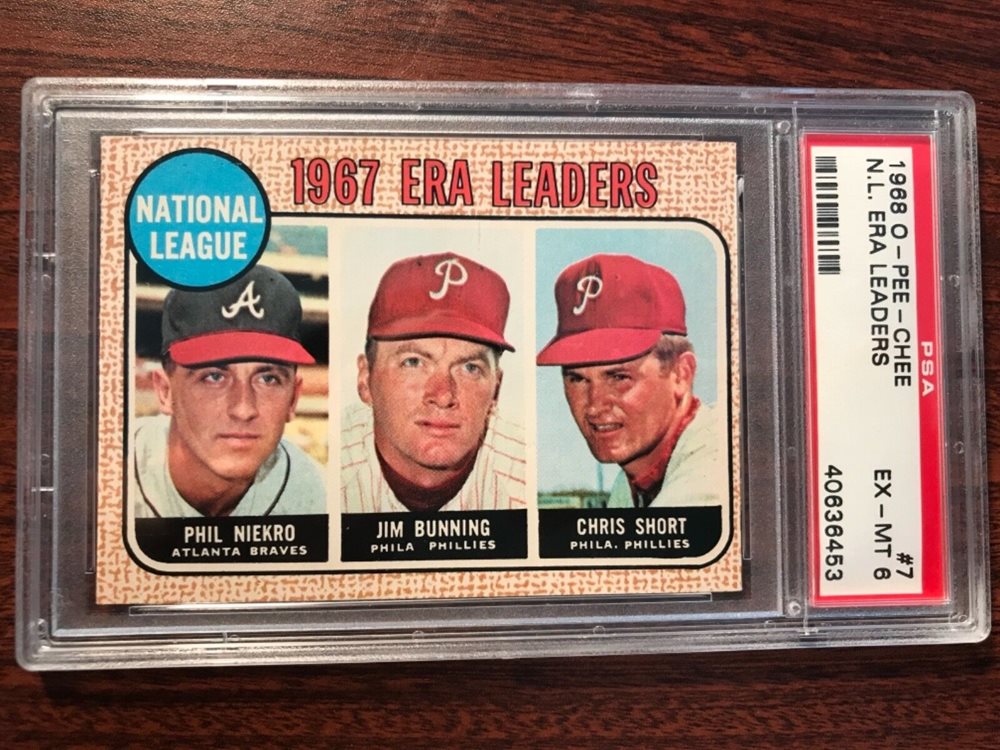 NATIONAL
LEAGUE
1967 ERA LEADERS
A
P
P
PHIL NIEKRO
ATLANTA BRAVES
JIM BUNNING
PHILA PHILLIES
CHRIS SHORT
PHILA. PHILLIES
PSA
1968 O-PEE-CHEE #7
N.L. ERA LEADERS EX-MT 6
40636453